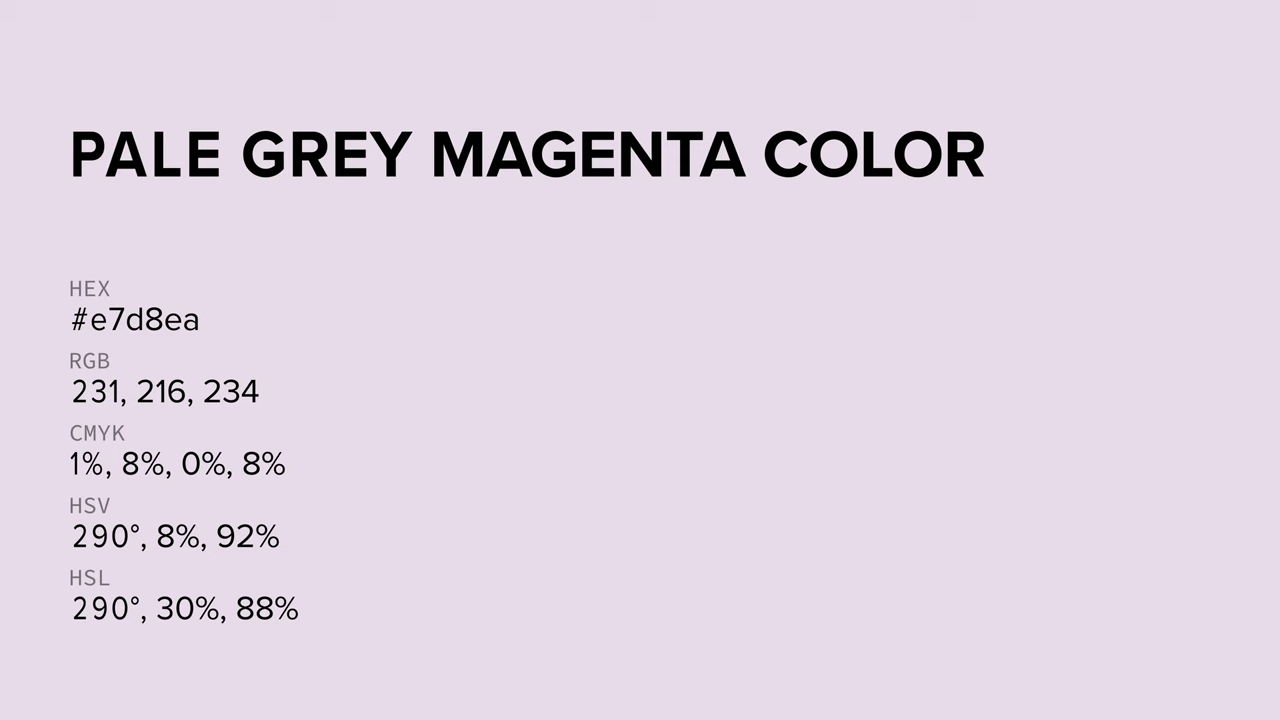 PALE GREY MAGENTA COLOR
HEX
#e7d8ea
RGB
231, 216, 234
CMYK
1%, 8%, 0%, 8%
HSV
290°, 8%, 92%
HSL
290°, 30%, 88%